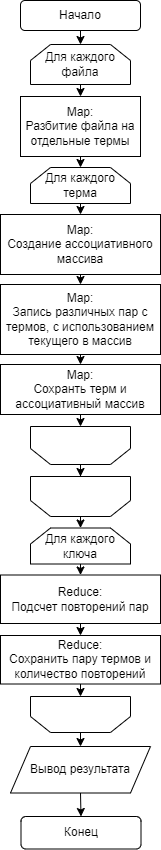 Начало
Для каждого
файла
Map:
Разбитие файла на
отдельные термы
Для каждого
терма
Map:
Создание ассоциативного
массива
Map:
Запись различных пар с
термов, с использованием
текущего в массив
Map:
Сохрантьь терм и
ассоциативный массив
Для каждого
ключа
Reduce:
Подсчет повторений пар
Reduce:
Сохранить пару термов и
количество повторений
Вывод результата
Конец